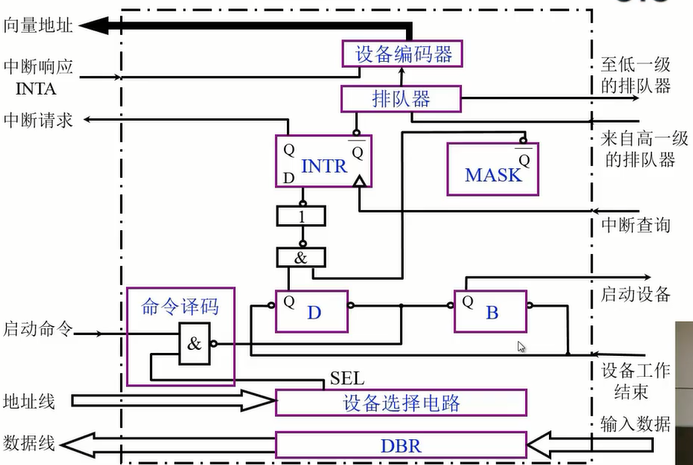 向量地址
设备编码器
中断响应
INTA
至低一级
的排队器
排队器
中断请求
来自高一级
的排队器
Q
Q
D
INTR
Q
MASK
1
中断查询
&
命令译码
启动设备
Q
D
Q
B
启动命令
&
设备工作
结束
SEL
地址线
设备选择电路
输入数据
数据线
DBR